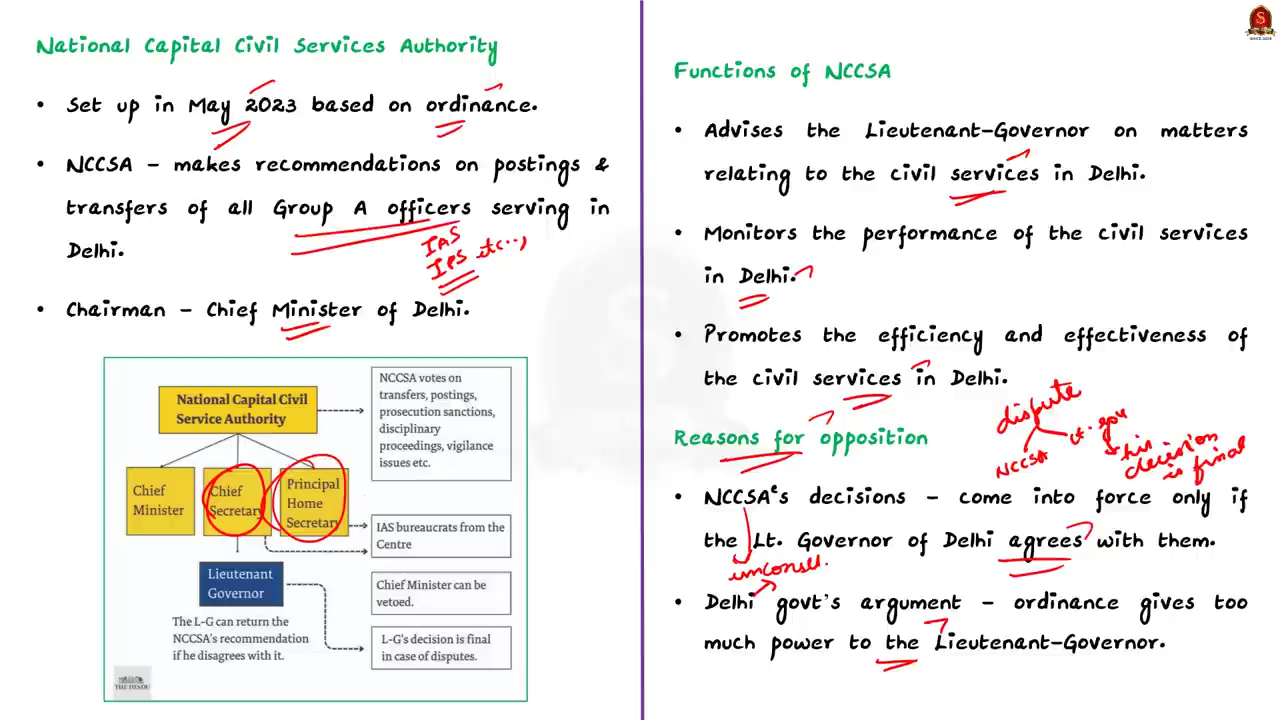 National Capital Civil Services Authority
• Set up in May 2023 based on ordinance.
• NCCSA - makes recommendations on postings &
transfers of all Group A officers serving in
Delhi.
IAS
IPS etc..,
• Chairman - Chief Minister of Delhi.
National Capital Civil
Service Authority
Chief
Minister
Chief
Secretary
Principal
Home
Secretary
Lieutenant
Governor
The L-G can return the
NCCSA's recommendation
if he disagrees with it.
NCCSA votes on
transfers, postings,
prosecution sanctions,
disciplinary
proceedings, vigilance
issues etc.
IAS bureaucrats from the
Centre
Chief Minister can be
vetoed.
L-G's decision is final
in case of disputes.
THE HINDU
S
SINCE 2004
Functions of NCCSA
• Advises the Lieutenant-Governor on matters
relating to the civil services in Delhi.
• Monitors the performance of the civil services
in Delhi.
• Promotes the efficiency and effectiveness of
the civil services in Delhi.
dispute
NCCSA
Lt. gov
his
decision
is final
Reasons for opposition
• NCCSA's decisions - come into force only if
the Lt. Governor of Delhi agrees with them.
• Delhi govt's argument - ordinance gives too
much power to the Lieutenant-Governor.